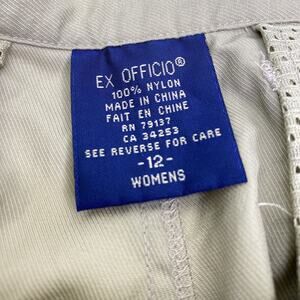 EX OFFICIO®
100% NYLON
MADE IN CHINA
FAIT EN CHINE
RN 79137
CA 34253
SEE REVERSE FOR CARE
-12-
WOMENS